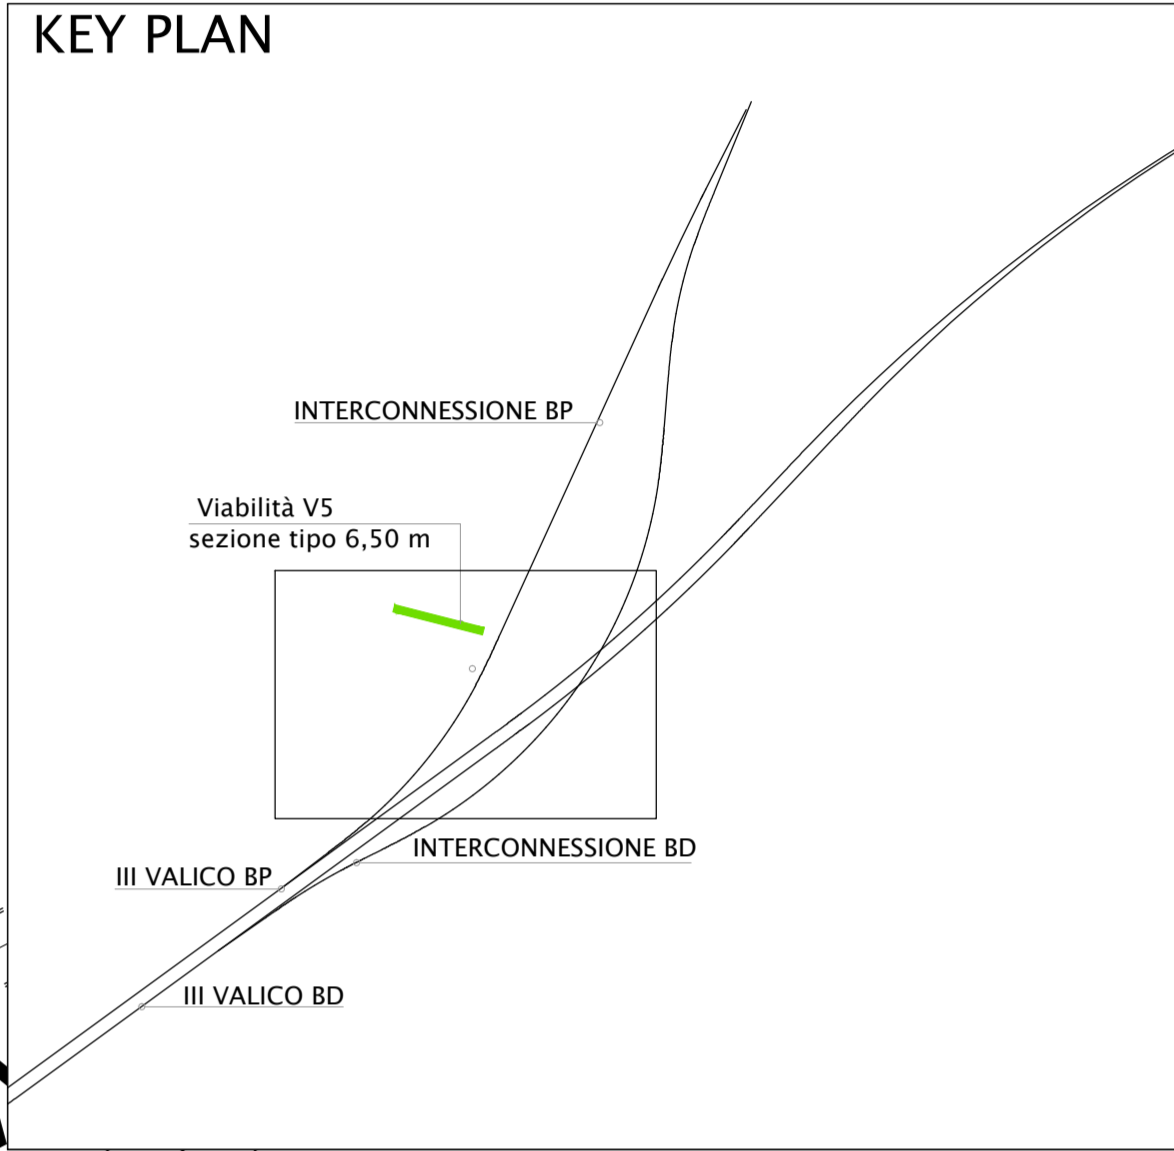 KEY PLAN
INTERCONNESSIONE BP
Viabilità V5
sezione tipo 6,50 m
INTERCONNESSIONE BD
III VALICO BP
III VALICO BD